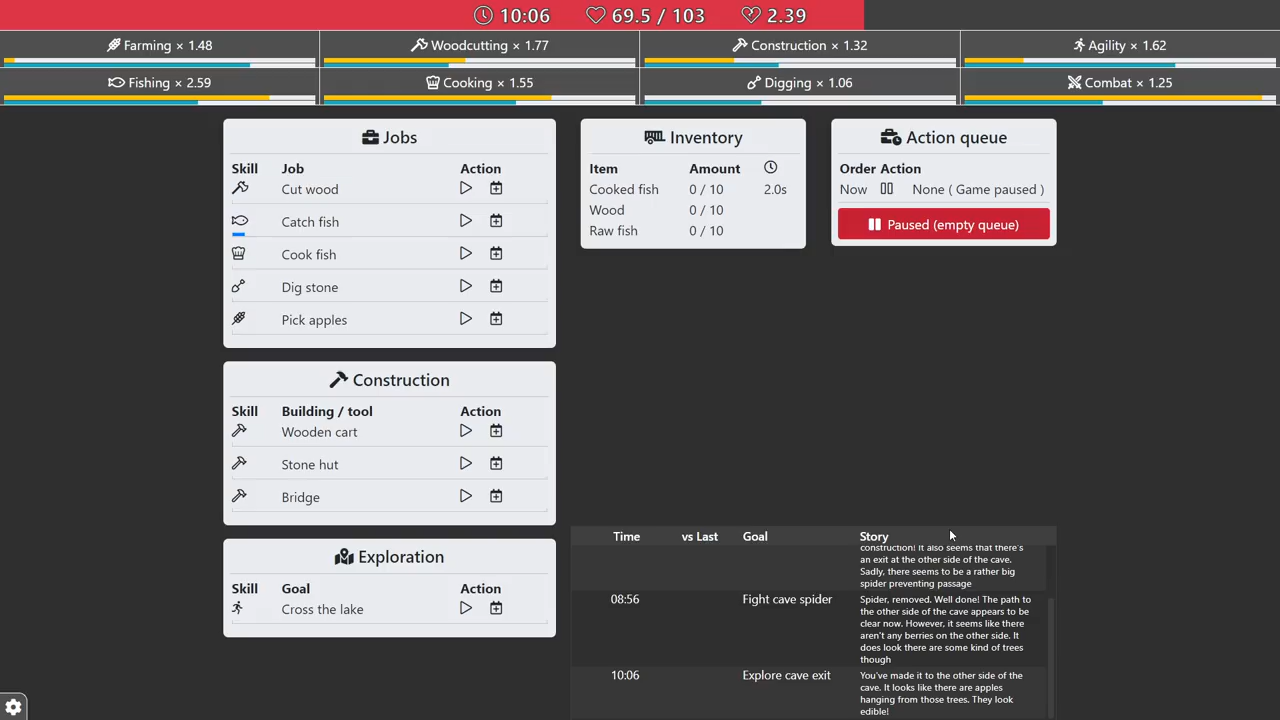 10:06 69.5 / 103 2.39
Farming × 1.48 Woodcutting × 1.77 Construction × 1.32 Agility × 1.62
Fishing × 2.59 Cooking × 1.55 Digging × 1.06 Combat × 1.25
Jobs
Skill Job Action
Cut wood
Catch fish
Cook fish
Dig stone
Pick apples
Construction
Skill Building / tool Action
Wooden cart
Stone hut
Bridge
Exploration
Skill Goal Action
Cross the lake
Inventory
Item Amount
Cooked fish 0 / 10 2.0s
Wood 0 / 10
Raw fish 0 / 10
Action queue
Order Action
Now None ( Game paused )
Paused (empty queue)
Time vs Last Goal Story
construction! It also seems that there's
an exit at the other side of the cave.
Sadly, there seems to be a rather big
spider preventing passage
08:56 Fight cave spider Spider, removed. Well done! The path to
the other side of the cave appears to be
clear now. However, it seems like there
aren't any berries on the other side. It
does look there are some kind of trees
though
10:06 Explore cave exit You've made it to the other side of the
cave. It looks like there are apples
hanging from those trees. They look
edible!